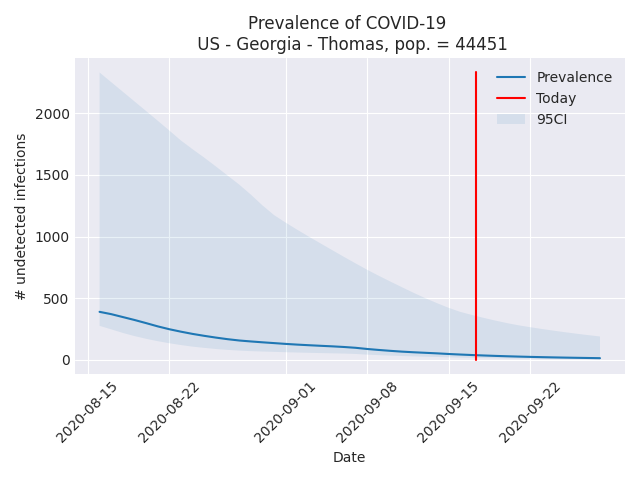 Prevalence of COVID-19
US - Georgia - Thomas, pop. = 44451
Prevalence
Today
95CI
# undetected infections
2000
1500
1000
500
0
2020-08-15
2020-08-22
2020-09-01
2020-09-08
2020-09-15
2020-09-22
Date